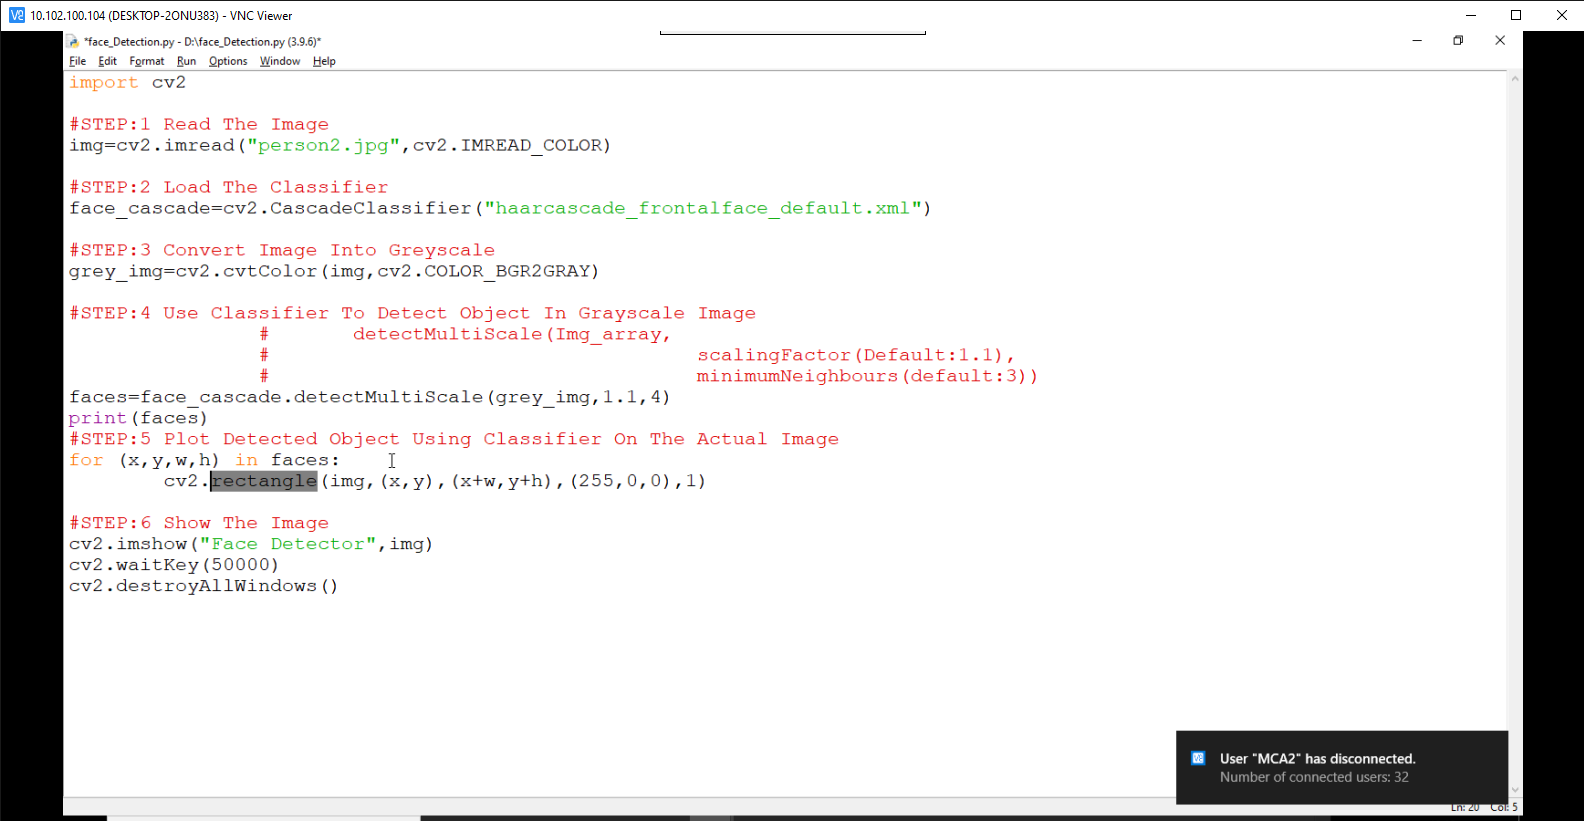 10.102.100.104 (DESKTOP-2ONU383) - VNC Viewer
*face_Detection.py - D:\face_Detection.py (3.9.6)*
File Edit Format Run Options Window Help
import cv2
#STEP:1 Read The Image
img=cv2.imread("person2.jpg",cv2.IMREAD_COLOR)
#STEP:2 Load The Classifier
face_cascade=cv2.CascadeClassifier("haarcascade_frontalface_default.xml")
#STEP:3 Convert Image Into Greyscale
grey_img=cv2.cvtColor(img,cv2.COLOR_BGR2GRAY)
#STEP:4 Use Classifier To Detect Object In Grayscale Image
# detectMultiScale(Img_array,
# scalingFactor(Default:1.1),
# minimumNeighbours(default:3))
faces=face_cascade.detectMultiScale(grey_img,1.1,4)
print(faces)
#STEP:5 Plot Detected Object Using Classifier On The Actual Image
for (x,y,w,h) in faces:
cv2.rectangle(img,(x,y),(x+w,y+h),(255,0,0),1)
#STEP:6 Show The Image
cv2.imshow("Face Detector",img)
cv2.waitKey(50000)
cv2.destroyAllWindows()
User "MCA2" has disconnected.
Number of connected users: 32
Ln: 20 Col: 5